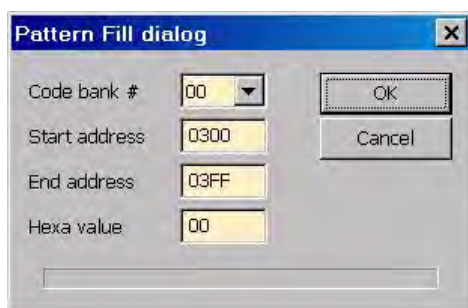 Pattern Fill dialog
Code bank # 00 OK
Start address 0300 Cancel
End address 03FF
Hexa value 00